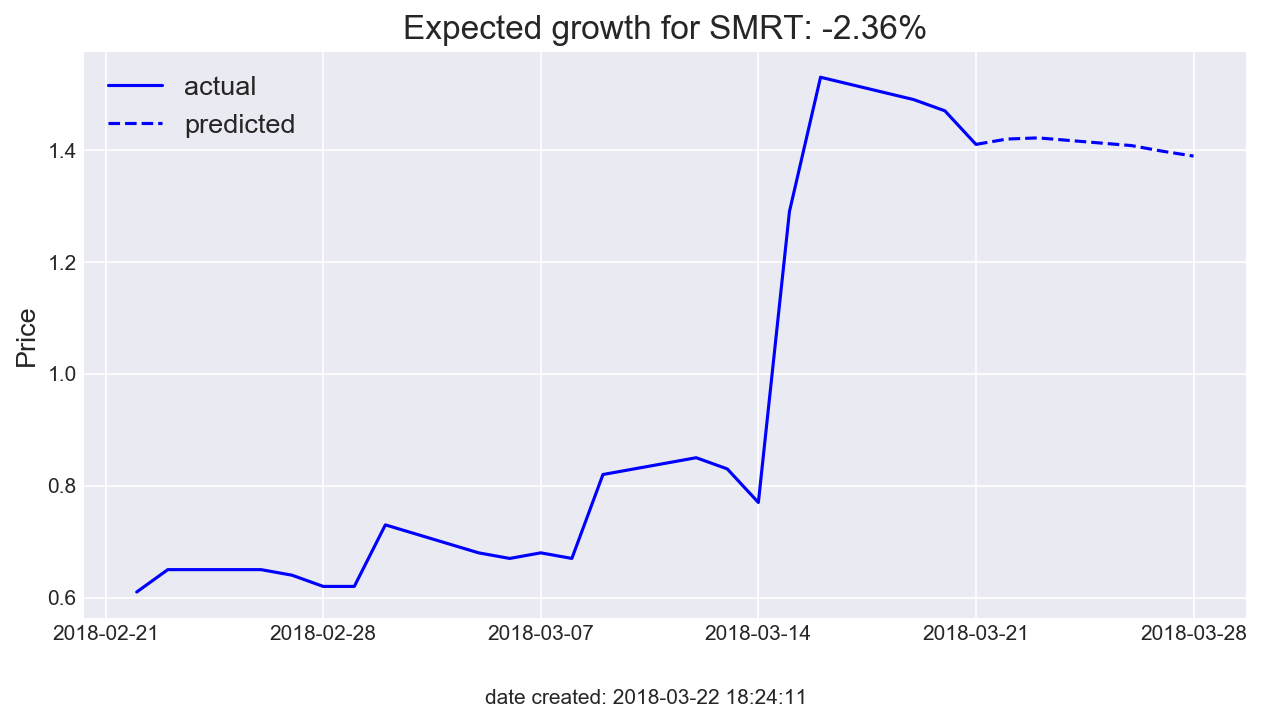 Expected growth for SMRT: -2.36%
actual
predicted
Price
1.4
1.2
1.0
0.8
0.6
2018-02-21
2018-02-28
2018-03-07
2018-03-14
2018-03-21
2018-03-28
date created: 2018-03-22 18:24:11